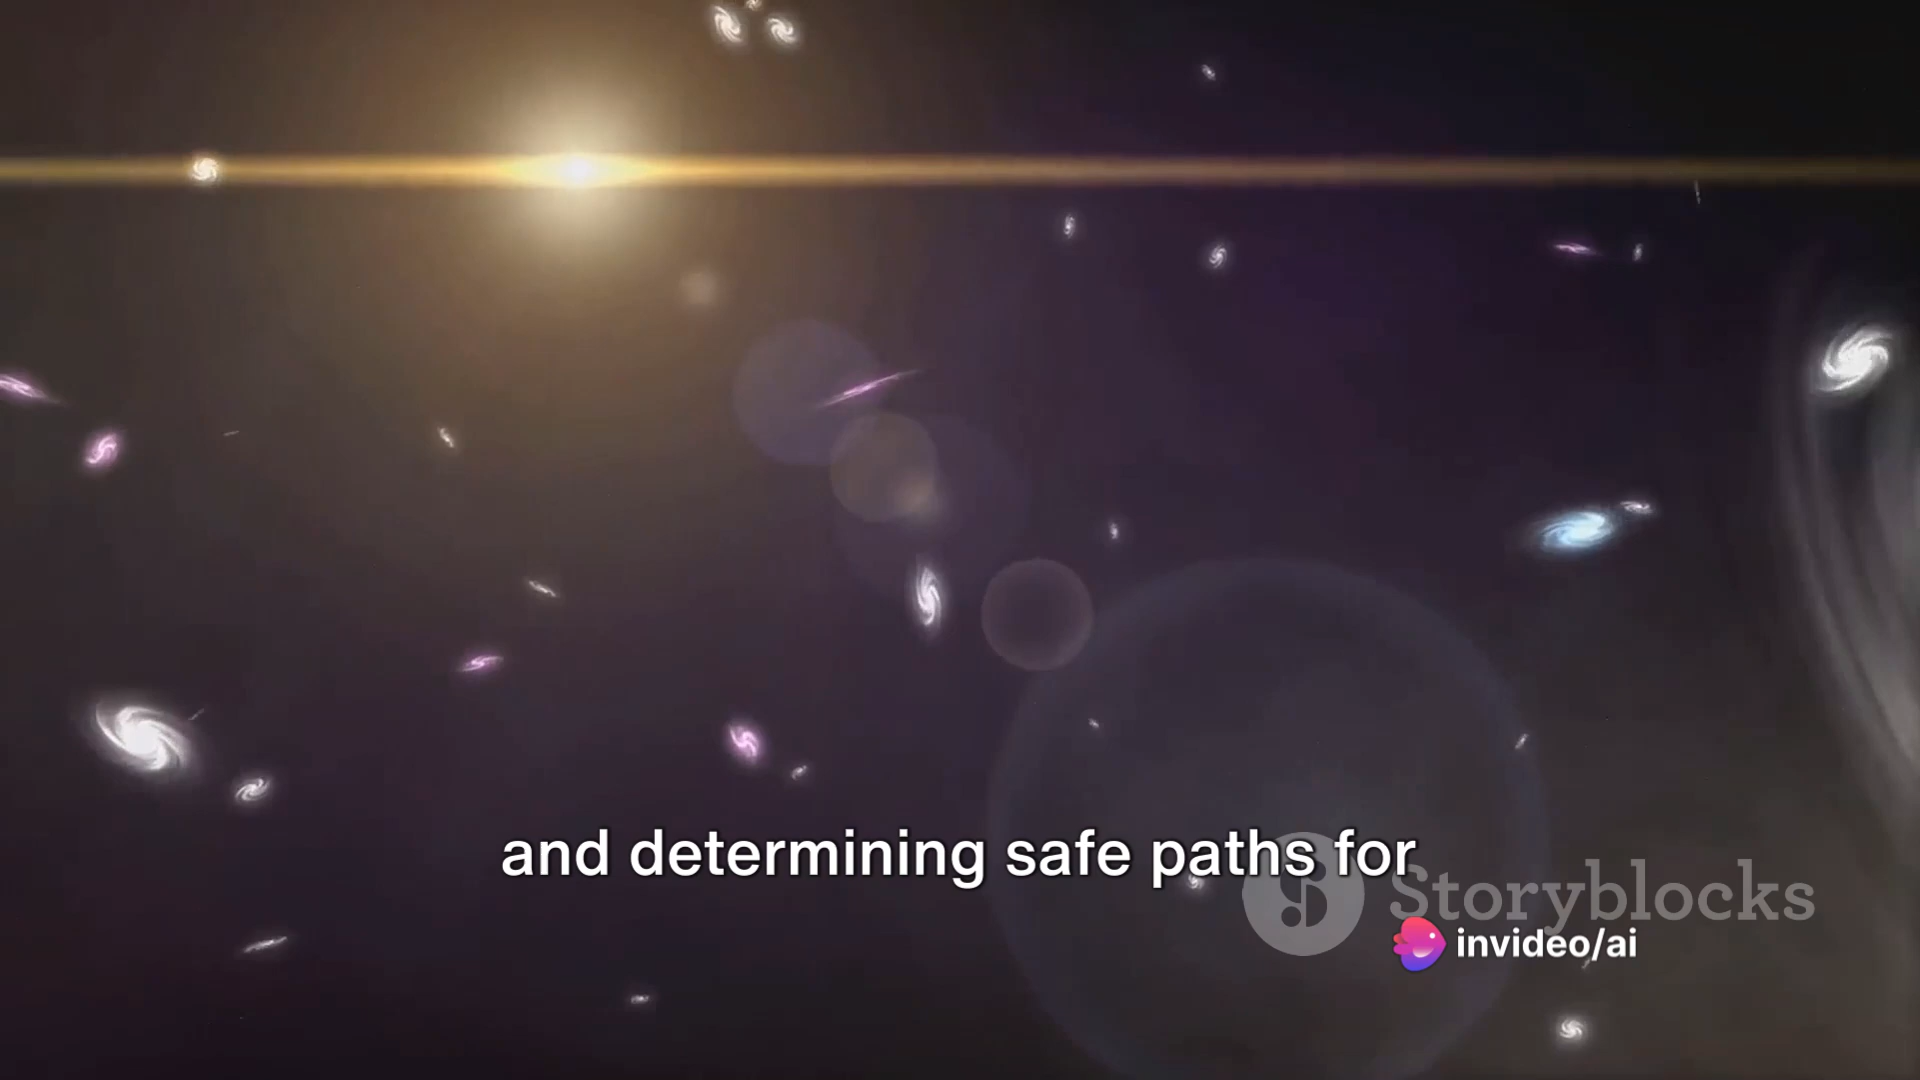 and determining safe paths for
Storyblocks
invideo/ai